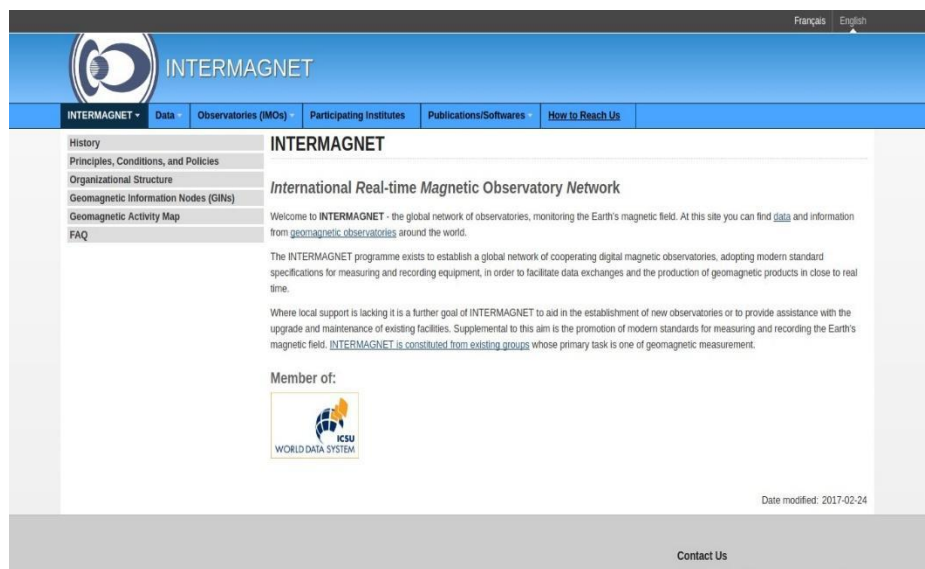 Français English
INTERMAGNET
INTERMAGNET Data Observatories (IMOs) Participating Institutes Publications/Softwares How to Reach Us
History
Principles, Conditions, and Policies
Organizational Structure
Geomagnetic Information Nodes (GINs)
Geomagnetic Activity Map
FAQ
INTERMAGNET
International Real-time Magnetic Observatory Network
Welcome to INTERMAGNET - the global network of observatories, monitoring the Earth's magnetic field. At this site you can find data and information
from geomagnetic observatories around the world.
The INTERMAGNET programme exists to establish a global network of cooperating digital magnetic observatories, adopting modern standard
specifications for measuring and recording equipment, in order to facilitate data exchanges and the production of geomagnetic products in close to real
time.
Where local support is lacking it is a further goal of INTERMAGNET to aid in the establishment of new observatories or to provide assistance with the
upgrade and maintenance of existing facilities. Supplemental to this aim is the promotion of modern standards for measuring and recording the Earth's
magnetic field. INTERMAGNET is constituted from existing groups whose primary task is one of geomagnetic measurement.
Member of:
ICSU
WORLD DATA SYSTEM
Date modified: 2017-02-24
Contact Us